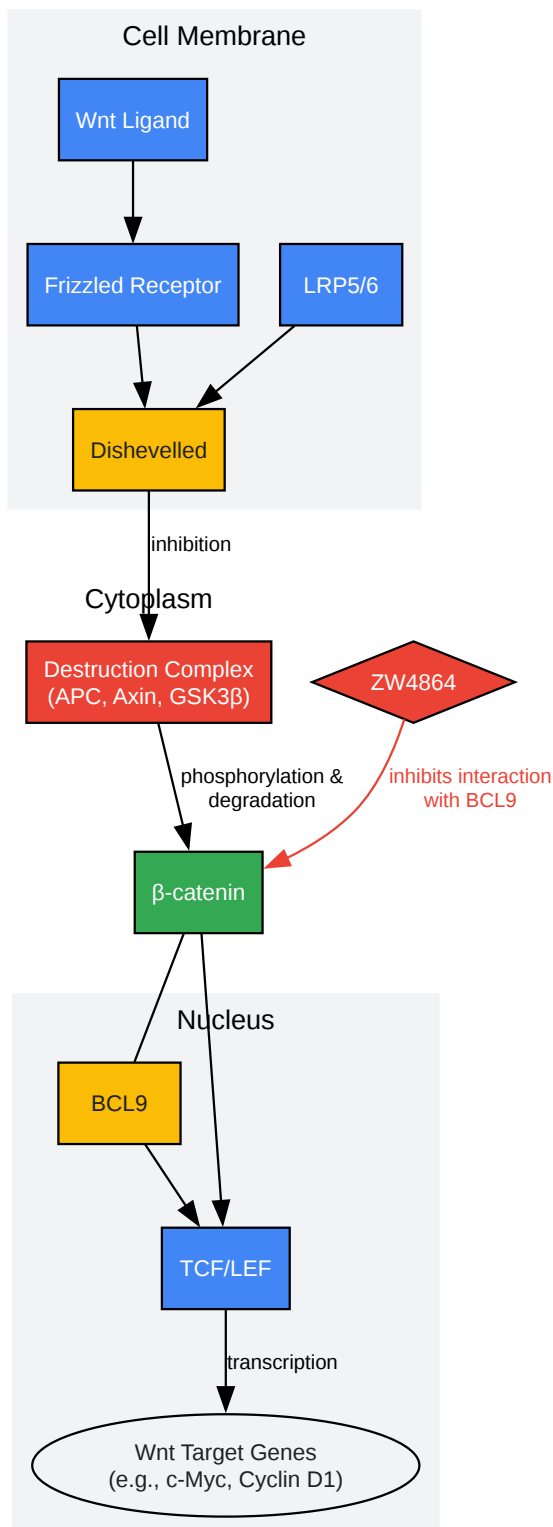 Cell Membrane
Wnt Ligand
Frizzled Receptor
LRP5/6
Dishevelled
inhibition
Cytoplasm
Destruction Complex
(APC, Axin, GSK3β)
ZW4864
phosphorylation &
degradation
inhibits interaction
with BCL9
β-catenin
Nucleus
BCL9
TCF/LEF
transcription
Wnt Target Genes
(e.g., c-Myc, Cyclin D1)